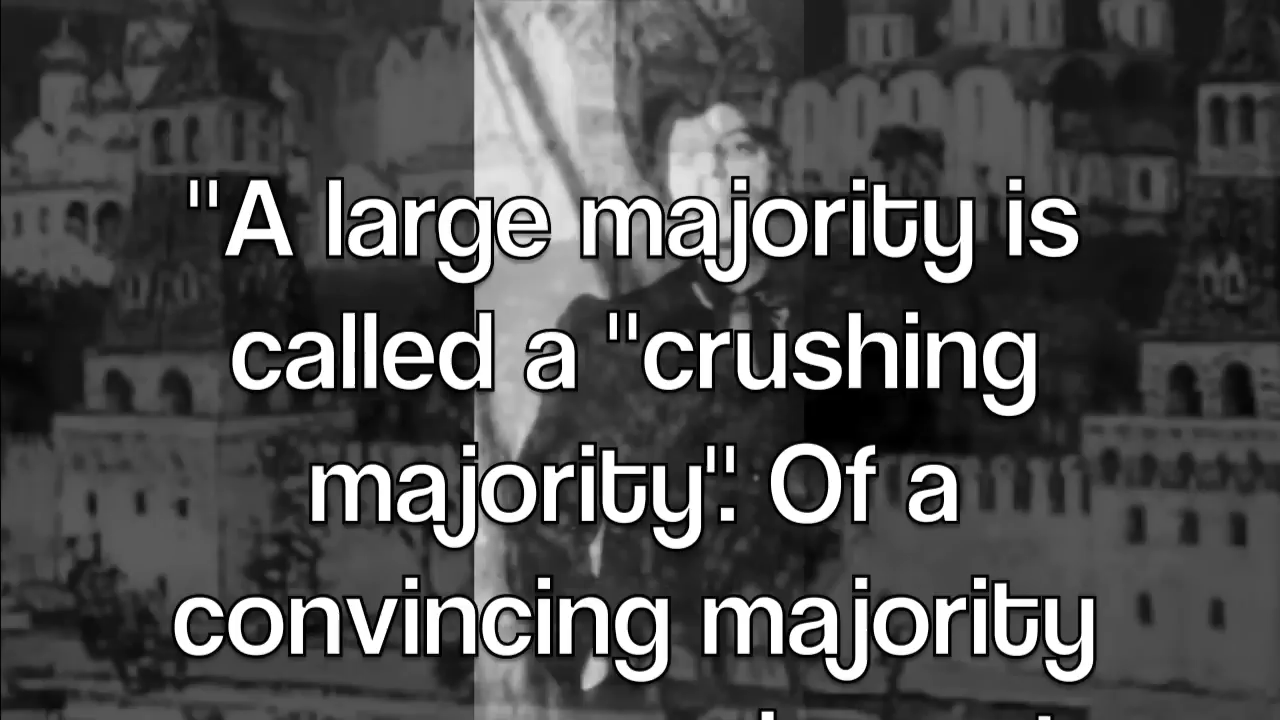 "A large majority is
called a "crushing
majority". Of a
convincing majority